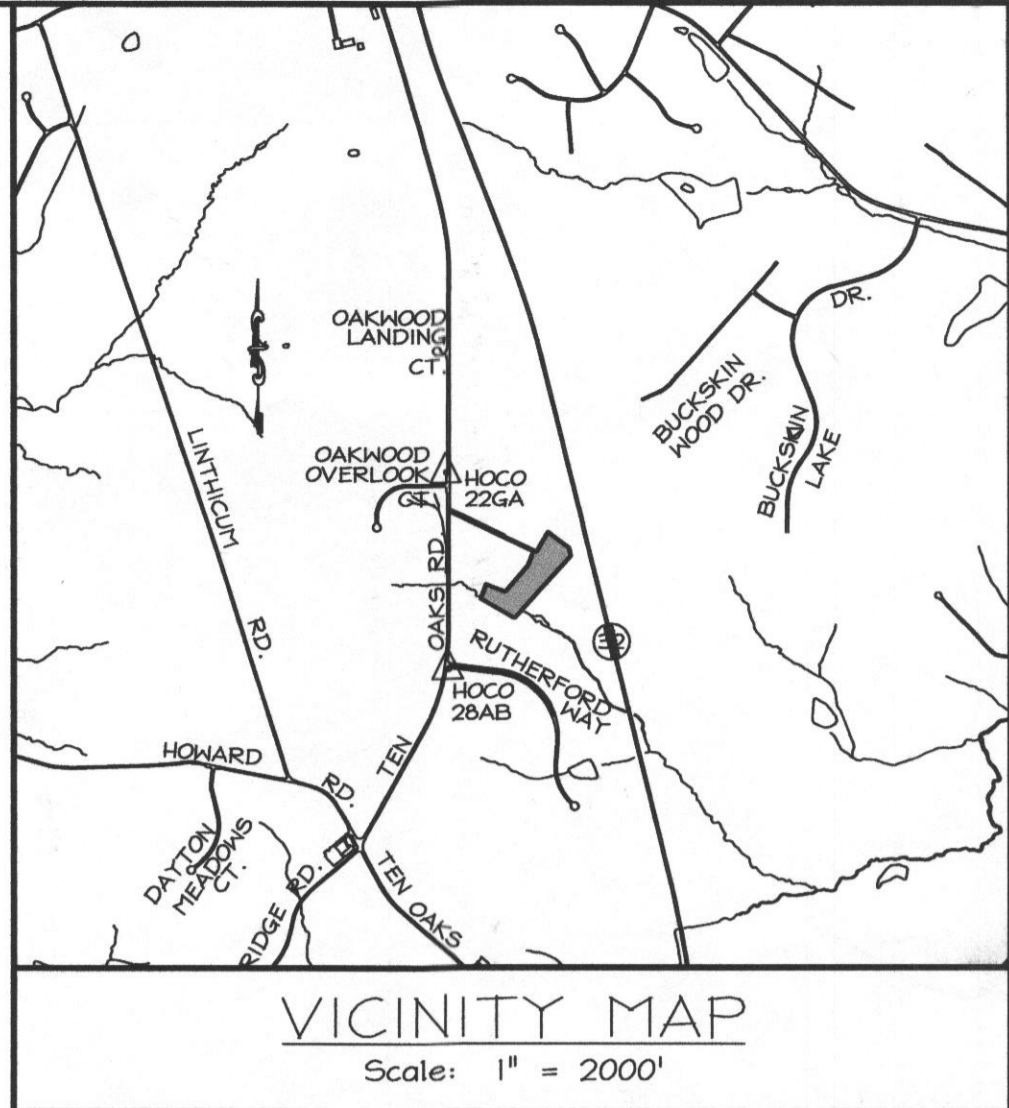 OAKWOOD
LANDING
CT.
DR.
BUCKSKIN
WOOD DR.
BUCKSKIN
LAKE
LINTHICUM
RD.
OAKWOOD
OVERLOOK
HOCO
22GA
OAKS RD.
RUTHERFORD
WAY
HOCO
28AB
TEN
HOWARD
RD.
DAYTON
MEADOWS
CT.
RIDGE RD.
TEN OAKS
VICINITY MAP
Scale: 1" = 2000'